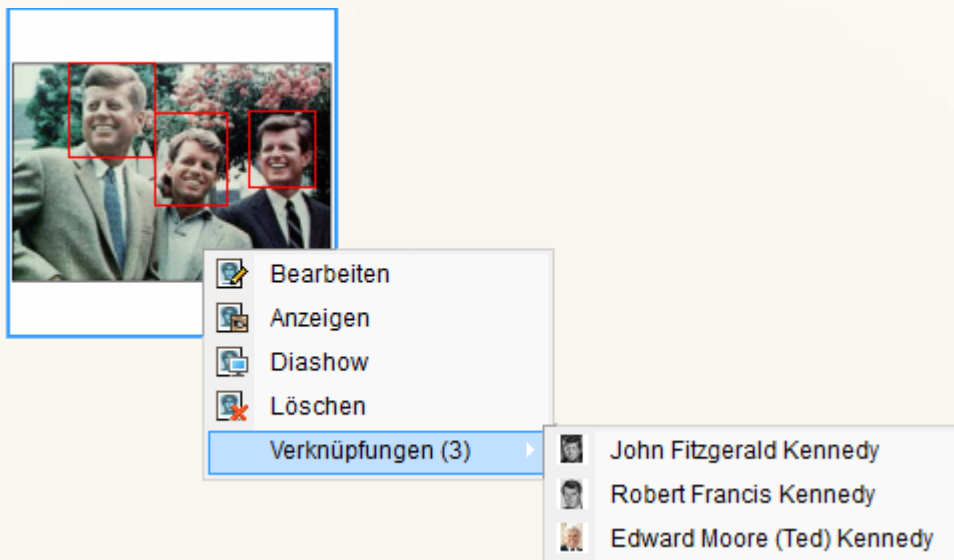 Bearbeiten
Anzeigen
Diashow
Löschen
Verknüpfungen (3)
John Fitzgerald Kennedy
Robert Francis Kennedy
Edward Moore (Ted) Kennedy